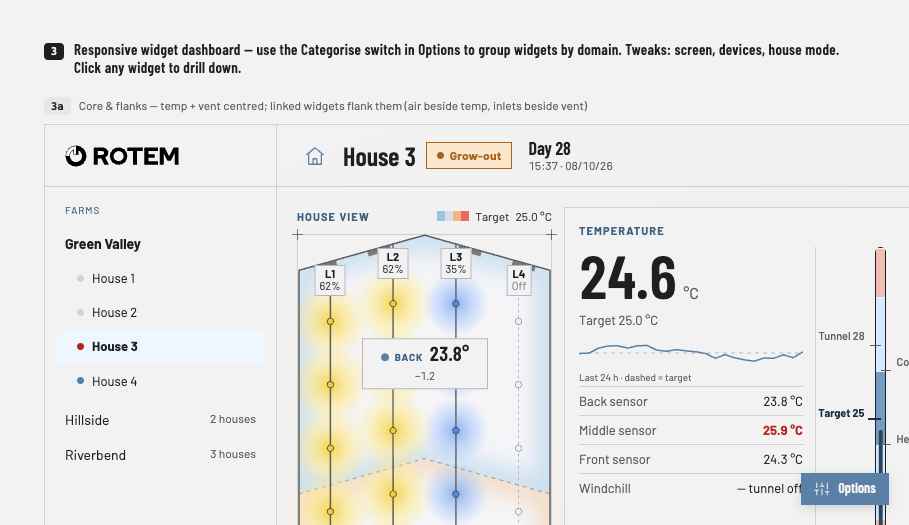 3 Responsive widget dashboard — use the Categorise switch in Options to group widgets by domain. Tweaks: screen, devices, house mode.
Click any widget to drill down.
3a Core & flanks — temp + vent centred; linked widgets flank them (air beside temp, inlets beside vent)
ROTEM
House 3
Grow-out
Day 28
15:37 · 08/10/26
FARMS
Green Valley
House 1
House 2
House 3
House 4
Hillside 2 houses
Riverbend 3 houses
HOUSE VIEW
Target 25.0 °C
L1
62%
L2
62%
L3
35%
L4
Off
BACK 23.8°
−1.2
TEMPERATURE
24.6 °C
Target 25.0 °C
Last 24 h · dashed = target
Back sensor 23.8 °C
Middle sensor 25.9 °C
Front sensor 24.3 °C
Windchill — tunnel off
Tunnel 28
Co
Target 25
He
Options